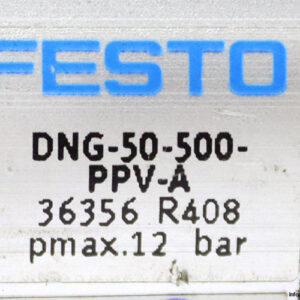 FESTO
DNG-50-500-
PPV-A
36356 R408
pmax.12 bar